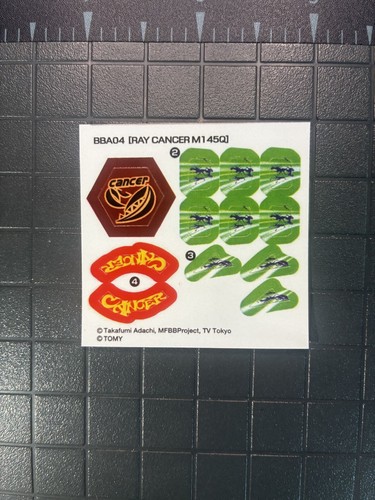 BBA04 [RAY CANCER M145Q]
2
CANCER
3
CANCER
4
CANCER
©Takafumi Adachi, MFBBProject, TV Tokyo
©TOMY